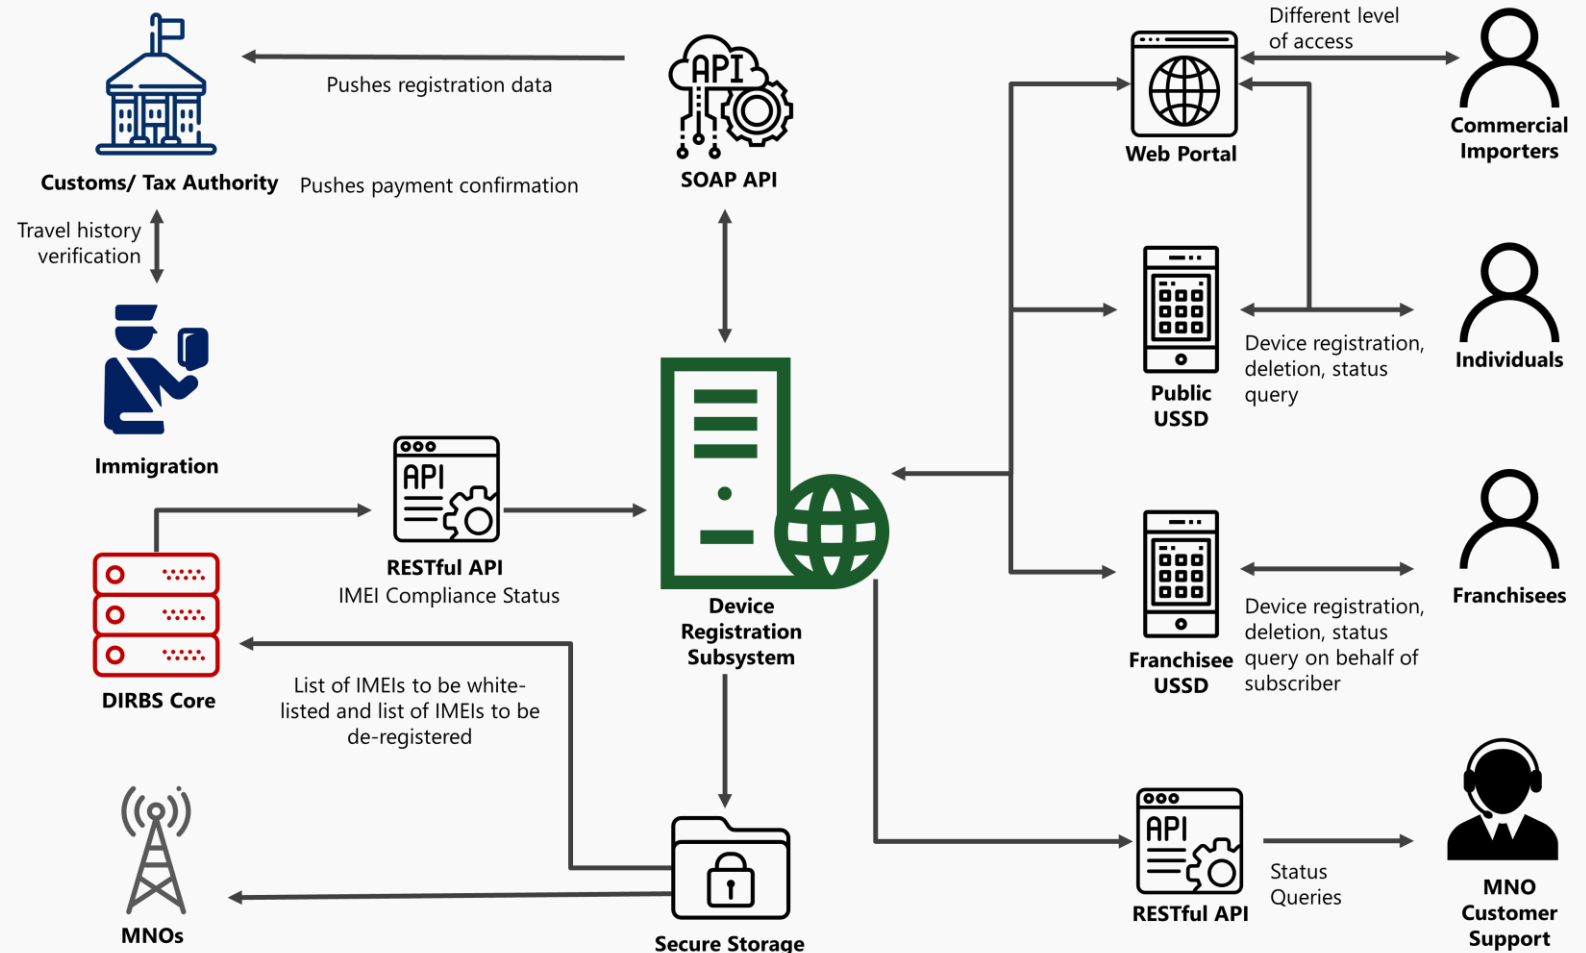 Different level
of access
Pushes registration data
API
Commercial
Importers
Web Portal
Customs/ Tax Authority
Pushes payment confirmation
SOAP API
Travel history
verification
Device registration,
deletion, status
query
Individuals
Public
USSD
Immigration
API
RESTful API
IMEI Compliance Status
Device
Registration
Subsystem
Franchisees
Device registration,
deletion, status
query on behalf of
subscriber
Franchisee
USSD
DIRBS Core
List of IMEIs to be white-
listed and list of IMEIs to be
de-registered
API
RESTful API
Status
Queries
MNO
Customer
Support
MNOs
Secure Storage